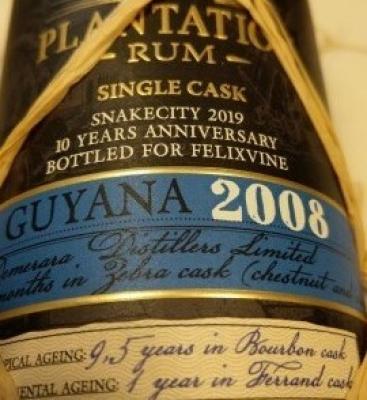 PLANTATIO
RUM
SINGLE CASK
SNAKECITY 2019
10 YEARS ANNIVERSARY
BOTTLED FOR FELIXVINE
GUYANA 2008
Demerara Distillers Limited
months in Zebra cask (chestnut and
PICAL AGEING: 9,5 years in Bourbon cask
ENTAL AGEING: 1 year in Ferrand cask